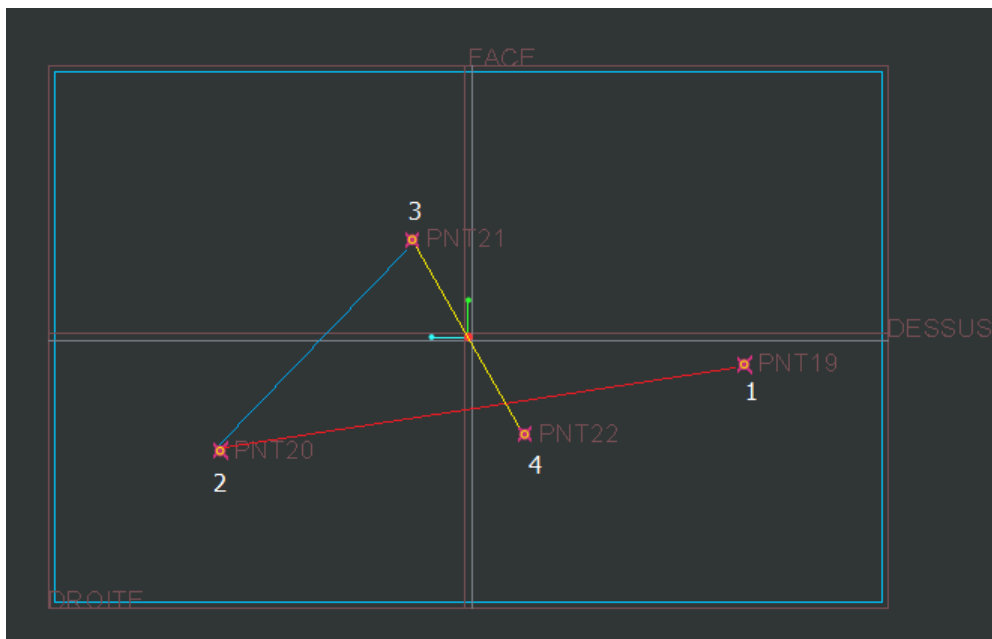 FACE
3
PNT21
DESSUS
PNT19
1
PNT22
PNT20
4
2
DROITE